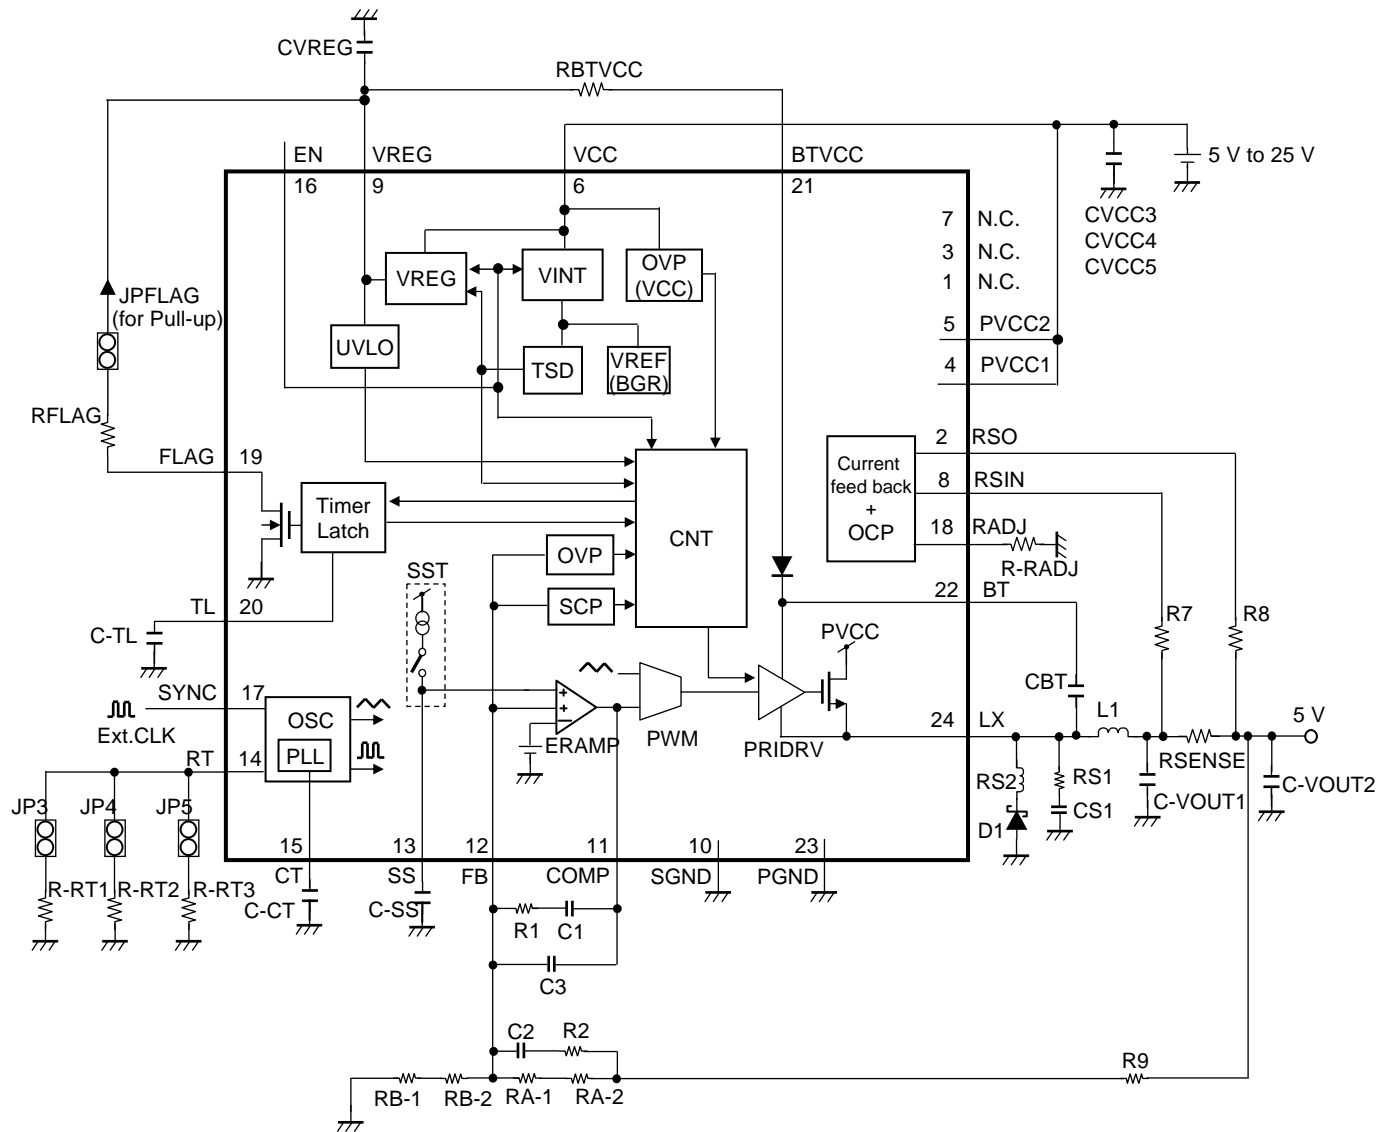 CVREG
RBTVCC
EN
VREG
VCC
BTVCC
5 V to 25 V
16
9
6
21
CVCC3
CVCC4
CVCC5
7 N.C.
3 N.C.
1 N.C.
VREG
VINT
OVP
(VCC)
JPFLAG
(for Pull-up)
5 PVCC2
UVLO
TSD
VREF
(BGR)
4 PVCC1
RFLAG
2 RSO
FLAG 19
Current
feed back
+
OCP
8 RSIN
Timer
Latch
18 RADJ
CNT
OVP
R-RADJ
SST
22 BT
SCP
TL 20
R7
R8
C-TL
PVCC
CBT
SYNC 17
Ext.CLK
OSC
PLL
24 LX
L1
5 V
ERAMP
PWM
PRIDRV
RSENSE
RT 14
RS2
RS1
C-VOUT1
C-VOUT2
JP3
JP4
JP5
D1
CS1
15
13
12
11
10
23
CT
SS
FB
COMP
SGND
PGND
R-RT1
R-RT2
R-RT3
C-CT
C-SST
R1
C1
C3
C2
R2
R9
RB-1
RB-2
RA-1
RA-2